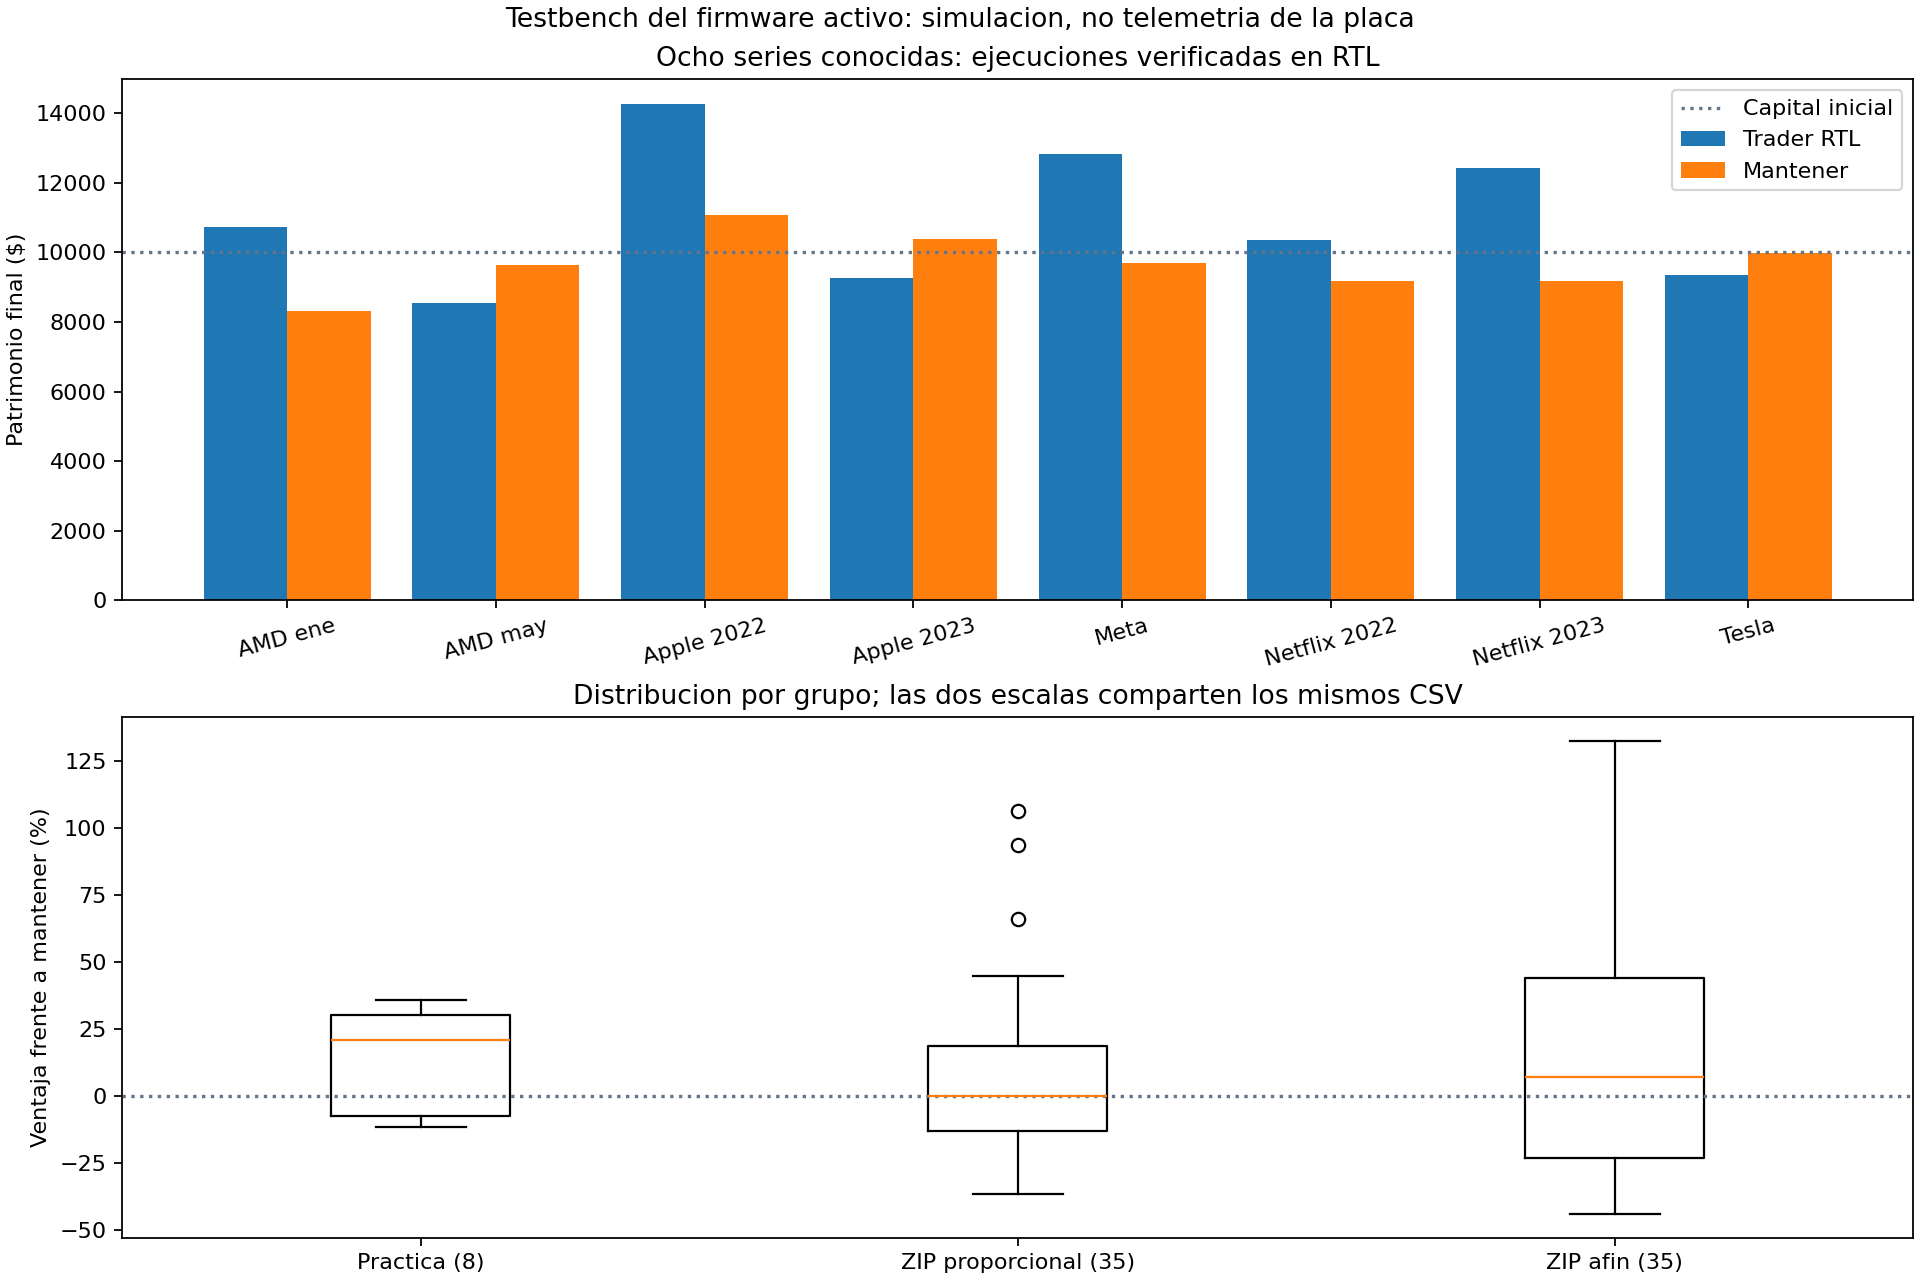 Testbench del firmware activo: simulacion, no telemetria de la placa
Ocho series conocidas: ejecuciones verificadas en RTL
Patrimonio final ($)
14000
12000
10000
8000
6000
4000
2000
0
Capital inicial
Trader RTL
Mantener
AMD ene
AMD may
Apple 2022
Apple 2023
Meta
Netflix 2022
Netflix 2023
Tesla
Distribucion por grupo; las dos escalas comparten los mismos CSV
Ventaja frente a mantener (%)
125
100
75
50
25
0
−25
−50
Practica (8)
ZIP proporcional (35)
ZIP afin (35)